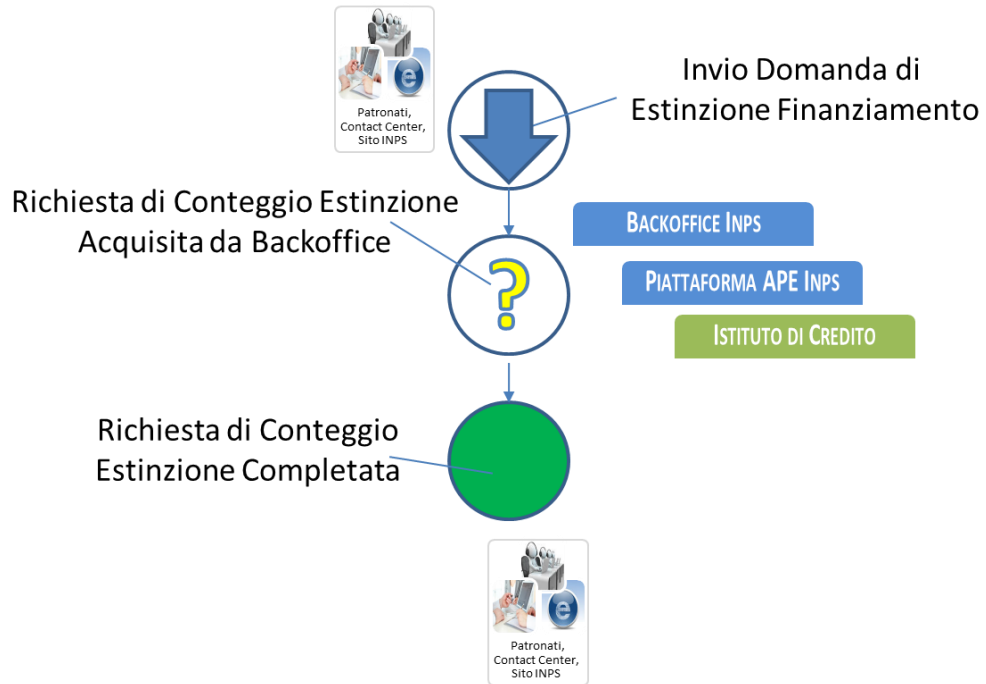 Patronati,
Contact Center,
Sito INPS
Invio Domanda di
Estinzione Finanziamento
Richiesta di Conteggio Estinzione
Acquisita da Backoffice
?
BACKOFFICE INPS
PIATTAFORMA APE INPS
ISTITUTO DI CREDITO
Richiesta di Conteggio
Estinzione Completata
Patronati,
Contact Center,
Sito INPS